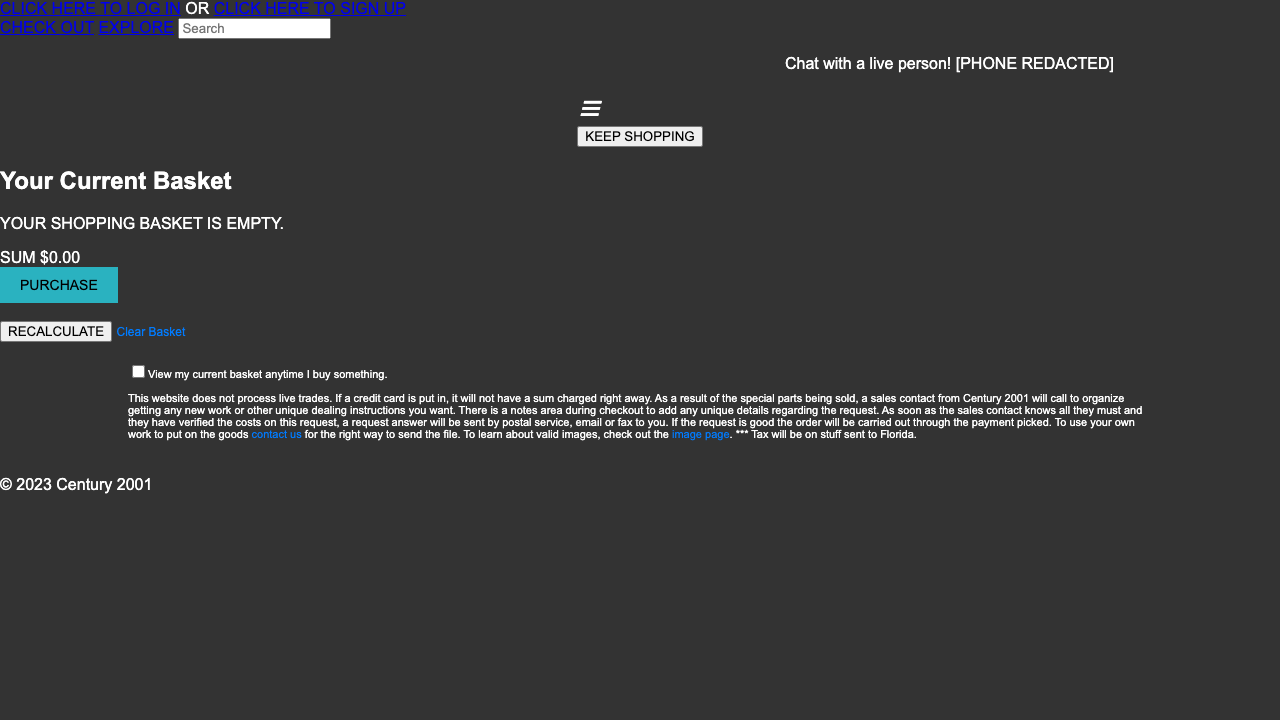 CLICK HERE TO LOG IN OR CLICK HERE TO SIGN UP
CHECK OUT EXPLORE Search
Chat with a live person! [PHONE REDACTED]
KEEP SHOPPING
Your Current Basket
YOUR SHOPPING BASKET IS EMPTY.
SUM $0.00
PURCHASE
RECALCULATE Clear Basket
View my current basket anytime I buy something.
This website does not process live trades. If a credit card is put in, it will not have a sum charged right away. As a result of the special parts being sold, a sales contact from Century 2001 will call to organize
getting any new work or other unique dealing instructions you want. There is a notes area during checkout to add any unique details regarding the request. As soon as the sales contact knows all they must and
they have verified the costs on this request, a request answer will be sent by postal service, email or fax to you. If the request is good the order will be carried out through the payment picked. To use your own
work to put on the goods contact us for the right way to send the file. To learn about valid images, check out the image page. *** Tax will be on stuff sent to Florida.
© 2023 Century 2001